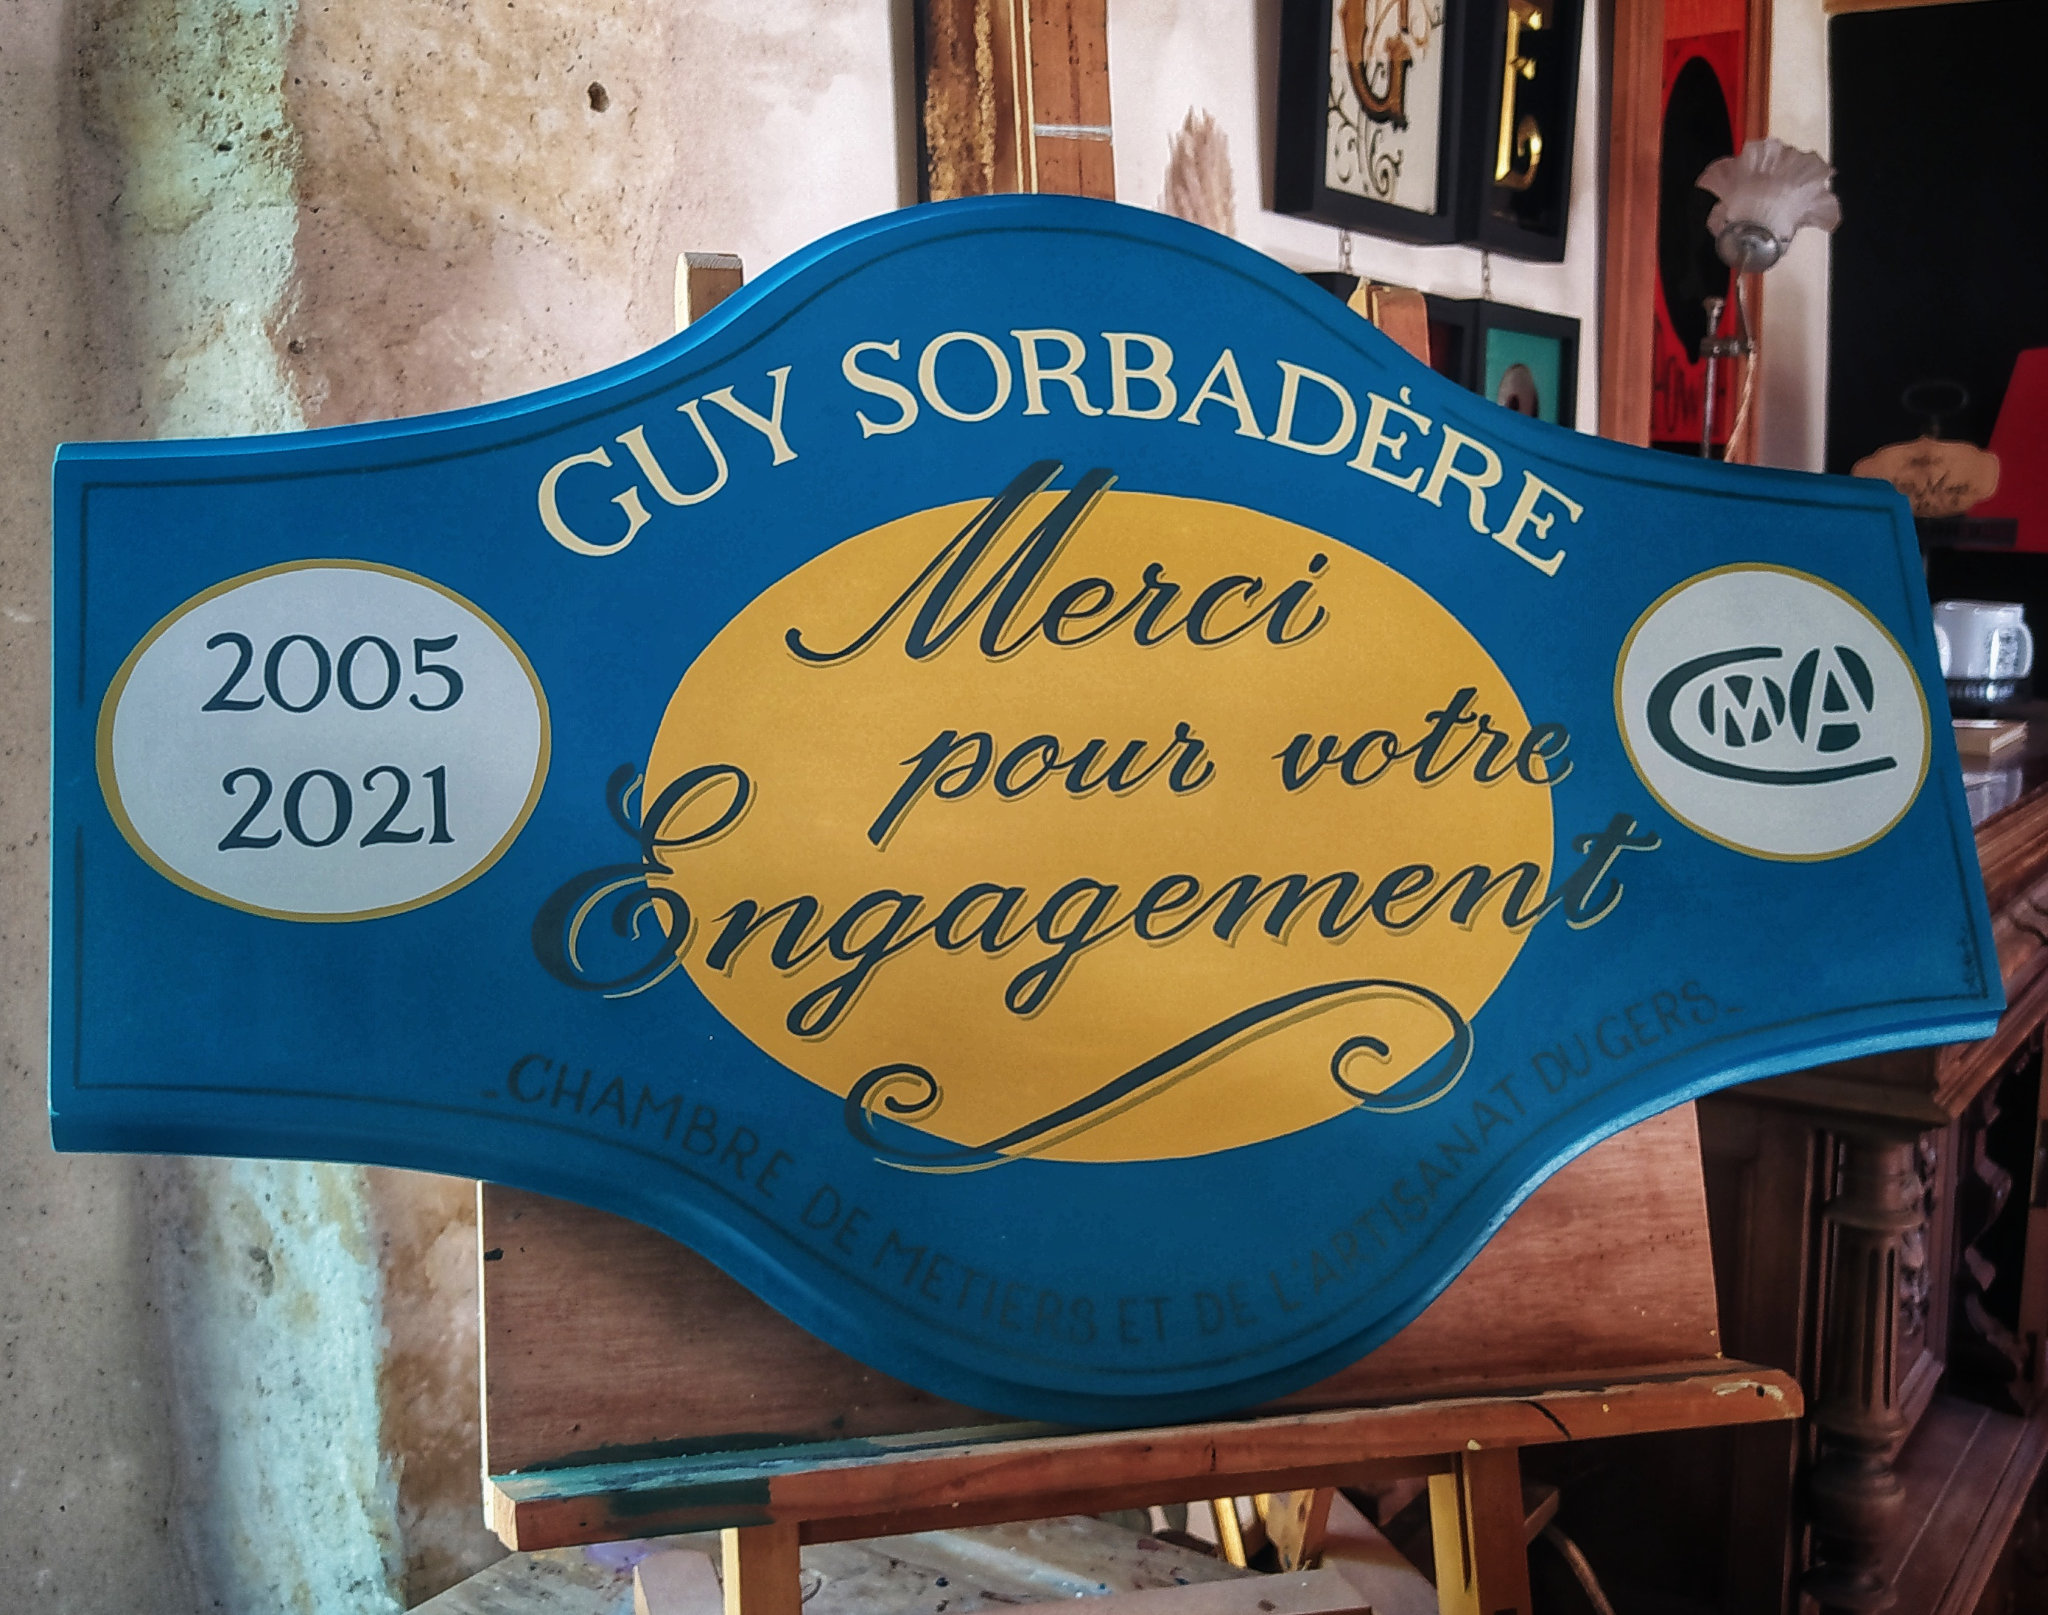 GUY SORBADÈRE
2005
2021
Merci
pour votre
Engagement
CMA
-CHAMBRE DE METIERS ET DE L'ARTISANAT DU GERS-
G